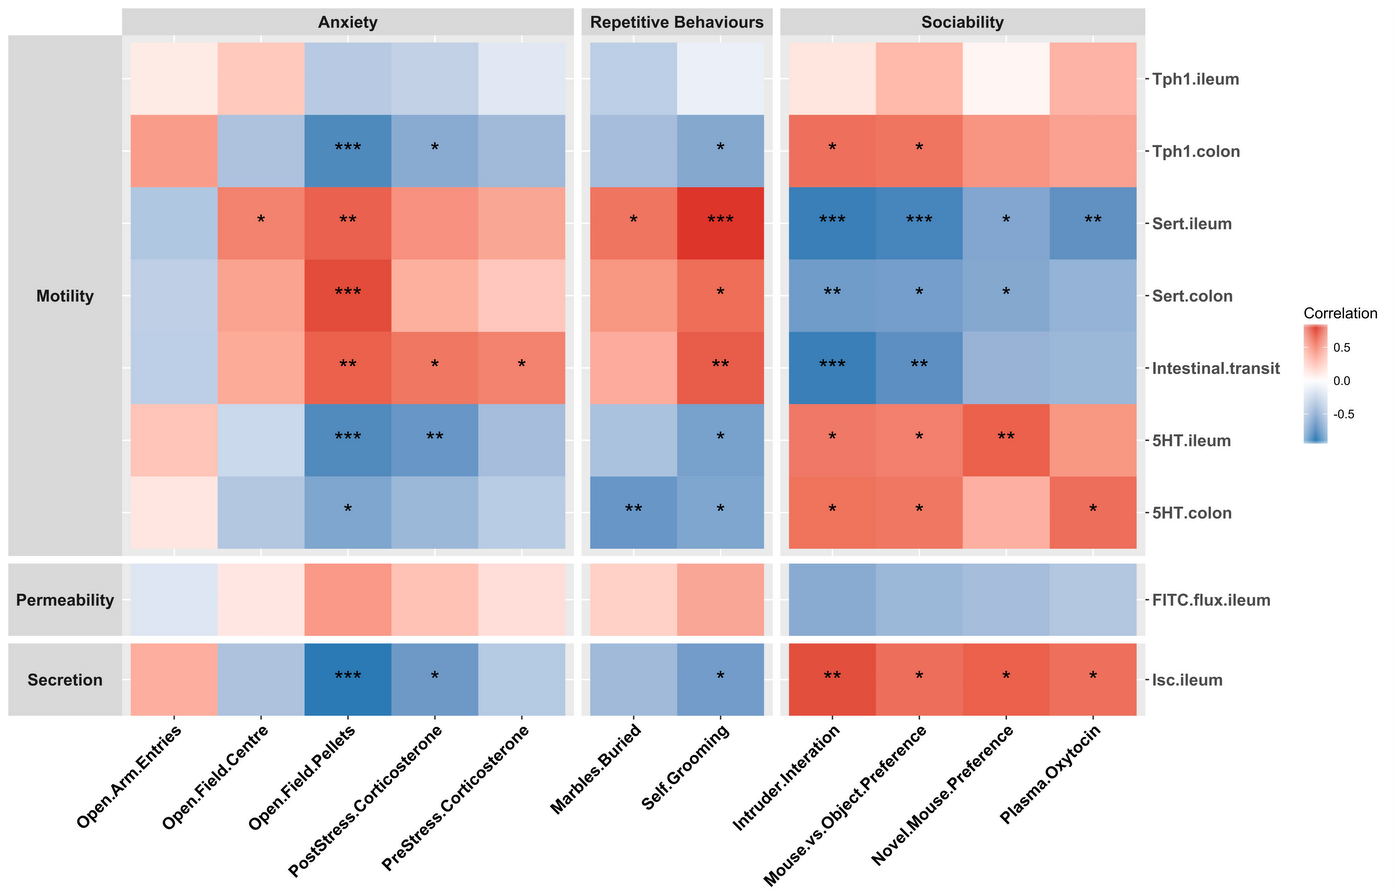 Anxiety
Repetitive Behaviours
Sociability
Motility
Tph1.ileum
*** * * * * Tph1.colon
* ** * *** *** *** * ** Sert.ileum
*** * ** * * Sert.colon
** * * ** *** ** Intestinal.transit
*** ** * * * ** 5HT.ileum
* ** * * * * 5HT.colon
Permeability
FITC.flux.ileum
Secretion
*** * * ** * * * Isc.ileum
Open.Arm.Entries
Open.Field.Centre
Open.Field.Pellets
PostStress.Corticosterone
PreStress.Corticosterone
Marbles.Buried
Self.Grooming
Intruder.Interation
Mouse.vs.Object.Preference
Novel.Mouse.Preference
Plasma.Oxytocin
Correlation
0.5
0.0
-0.5